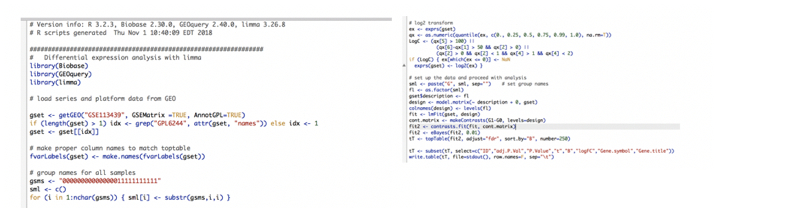 # Version info: R 3.2.3, Biobase 2.30.0, GEOquery 2.40.0, limma 3.26.8
# R scripts generated  Thu Nov 1 10:40:09 EDT 2018
################################################################
#   Differential expression analysis with limma
library(Biobase)
library(GEOquery)
library(limma)
# load series and platform data from GEO
gset <- getGEO("GSE113439", GSEMatrix =TRUE, AnnotGPL=TRUE)
if (length(gset) > 1) idx <- grep("GPL6244", attr(gset, "names")) else idx <- 1
gset <- gset[[idx]]
# make proper column names to match toptable
fvarLabels(gset) <- make.names(fvarLabels(gset))
# group names for all samples
gsms <- "00000000000000011111111111"
sml <- c()
for (i in 1:nchar(gsms)) { sml[i] <- substr(gsms,i,i) }
# log2 transform
ex <- exprs(gset)
qx <- as.numeric(quantile(ex, c(0., 0.25, 0.5, 0.75, 0.99, 1.0), na.rm=T))
LogC <- (qx[5] > 100) ||
(qx[6]-qx[1] > 50 && qx[2] > 0) ||
(qx[2] > 0 && qx[2] < 1 && qx[4] > 1 && qx[4] < 2)
if (LogC) { ex[which(ex <= 0)] <- NaN
exprs(gset) <- log2(ex) }
# set up the data and proceed with analysis
sml <- paste("G", sml, sep="")    # set group names
fl <- as.factor(sml)
gset$description <- fl
design <- model.matrix(~ description + 0, gset)
colnames(design) <- levels(fl)
fit <- lmFit(gset, design)
cont.matrix <- makeContrasts(G1-G0, levels=design)
fit2 <- contrasts.fit(fit, cont.matrix)
fit2 <- eBayes(fit2, 0.01)
tT <- topTable(fit2, adjust="fdr", sort.by="B", number=250)
tT <- subset(tT, select=c("ID","adj.P.Val","P.Value","t","B","logFC","Gene.symbol","Gene.title"))
write.table(tT, file=stdout(), row.names=F, sep="\t")